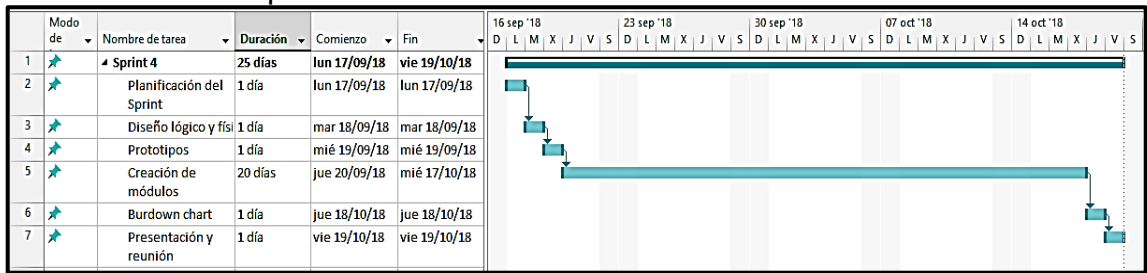 Modo de
Nombre de tarea Duración Comienzo Fin
16 sep '18 23 sep '18 30 sep '18 07 oct '18 14 oct '18
D L M X J V S D L M X J V S D L M X J V S D L M X J V S D L M X J V S
1 Sprint 4 25 días lun 17/09/18 vie 19/10/18
2 Planificación del 1 día lun 17/09/18 lun 17/09/18
Sprint
3 Diseño lógico y físi 1 día mar 18/09/18 mar 18/09/18
4 Prototipos 1 día mié 19/09/18 mié 19/09/18
5 Creación de 20 días jue 20/09/18 mié 17/10/18
módulos
6 Burdown chart 1 día jue 18/10/18 jue 18/10/18
7 Presentación y 1 día vie 19/10/18 vie 19/10/18
reunión